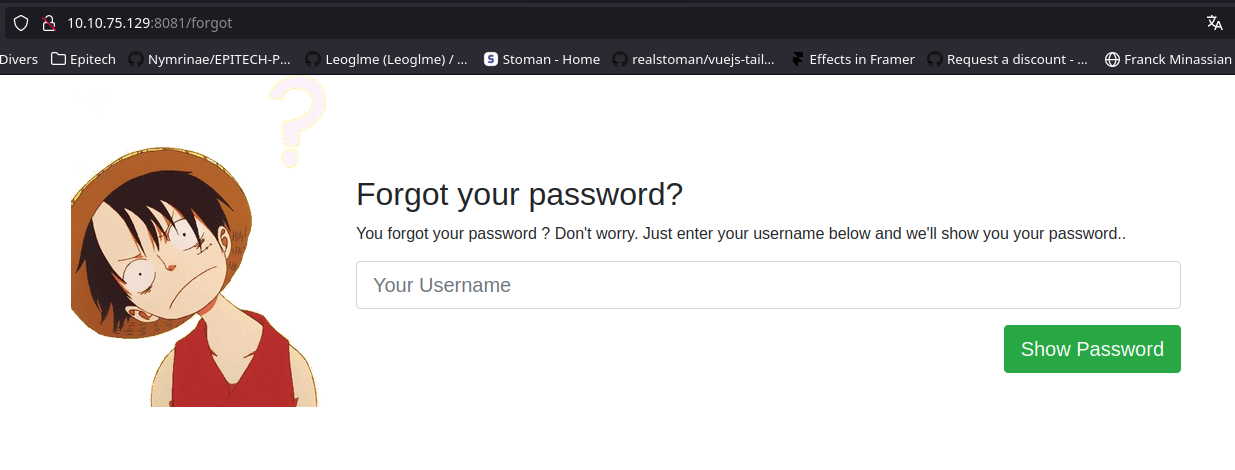 10.10.75.129:8081/forgot
Divers Epitech Nymrinae/EPITECH-P... Leoglme (Leoglme) / ... Stoman - Home realstoman/vuejs-tail... Effects in Framer Request a discount - ... Franck Minassian
?
Forgot your password?
You forgot your password ? Don't worry. Just enter your username below and we'll show you your password..
Your Username
Show Password